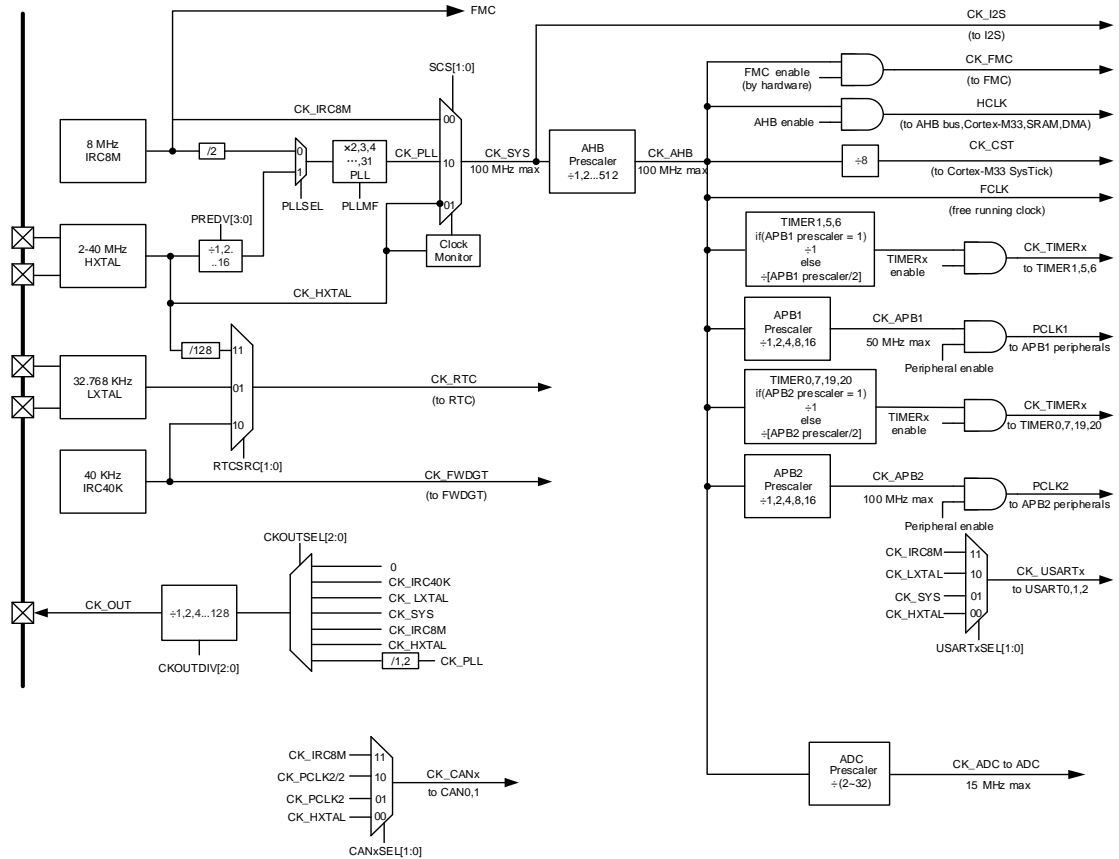 FMC
CK_I2S
(to I2S)
SCS[1:0]
CK_FMC
(to FMC)
FMC enable
(by hardware)
HCLK
(to AHB bus,Cortex-M33,SRAM,DMA)
AHB enable
CK_IRC8M
00
8 MHz
IRC8M
/2
0
1
PLLSEL
×2,3,4
…,31
PLL
PLLMF
CK_PLL
10
01
CK_SYS
100 MHz max
AHB
Prescaler
÷1,2...512
CK_AHB
100 MHz max
÷8
CK_CST
(to Cortex-M33 SysTick)
FCLK
(free running clock)
PREDV[3:0]
2-40 MHz
HXTAL
÷1,2.
..16
Clock
Monitor
CK_HXTAL
TIMER1,5,6
if(APB1 prescaler = 1)
÷1
else
÷[APB1 prescaler/2]
TIMERx
enable
CK_TIMERx
to TIMER1,5,6
APB1
Prescaler
÷1,2,4,8,16
CK_APB1
50 MHz max
Peripheral enable
PCLK1
to APB1 peripherals
/128
11
01
10
RTCSRC[1:0]
32.768 KHz
LXTAL
CK_RTC
(to RTC)
TIMER0,7,19,20
if(APB2 prescaler = 1)
÷1
else
÷[APB2 prescaler/2]
TIMERx
enable
CK_TIMERx
to TIMER0,7,19,20
40 KHz
IRC40K
CK_FWDGT
(to FWDGT)
APB2
Prescaler
÷1,2,4,8,16
CK_APB2
100 MHz max
Peripheral enable
PCLK2
to APB2 peripherals
CKOUTSEL[2:0]
0
CK_IRC40K
CK_LXTAL
CK_SYS
CK_IRC8M
CK_HXTAL
/1,2
CK_PLL
CK_OUT
÷1,2,4...128
CKOUTDIV[2:0]
CK_IRC8M
11
CK_LXTAL
10
CK_SYS
01
CK_HXTAL
00
CK_USARTx
to USART0,1,2
USARTxSEL[1:0]
CK_IRC8M
11
CK_PCLK2/2
10
CK_PCLK2
01
CK_HXTAL
00
CK_CANx
to CAN0,1
CANxSEL[1:0]
ADC
Prescaler
÷(2~32)
CK_ADC to ADC
15 MHz max